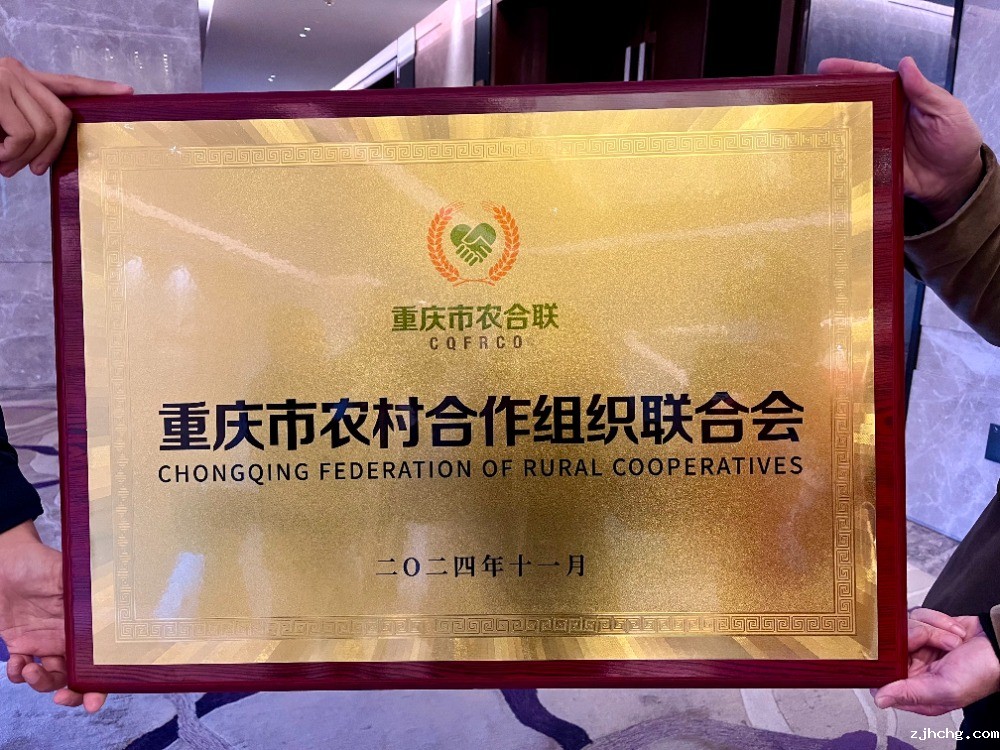 重庆市农合联
CQFRCO
重庆市农村合作组织联合会
CHONGQING FEDERATION OF RURAL COOPERATIVES
二〇二四年十一月
zjhchg.com